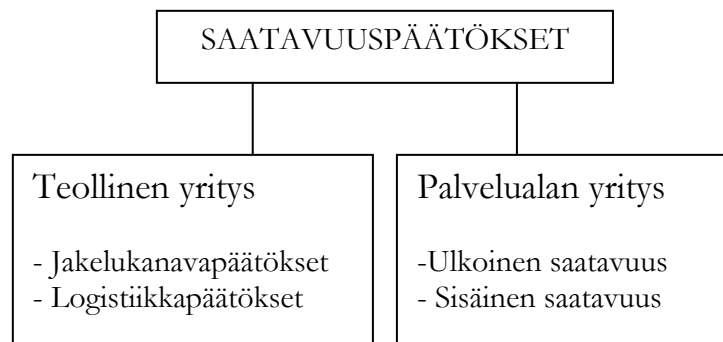 SAATAVUUSPÄÄTÖKSET
Teollinen yritys
- Jakelukanavapäätökset
- Logistiikkapäätökset
Palvelualan yritys
-Ulkoinen saatavuus
- Sisäinen saatavuus